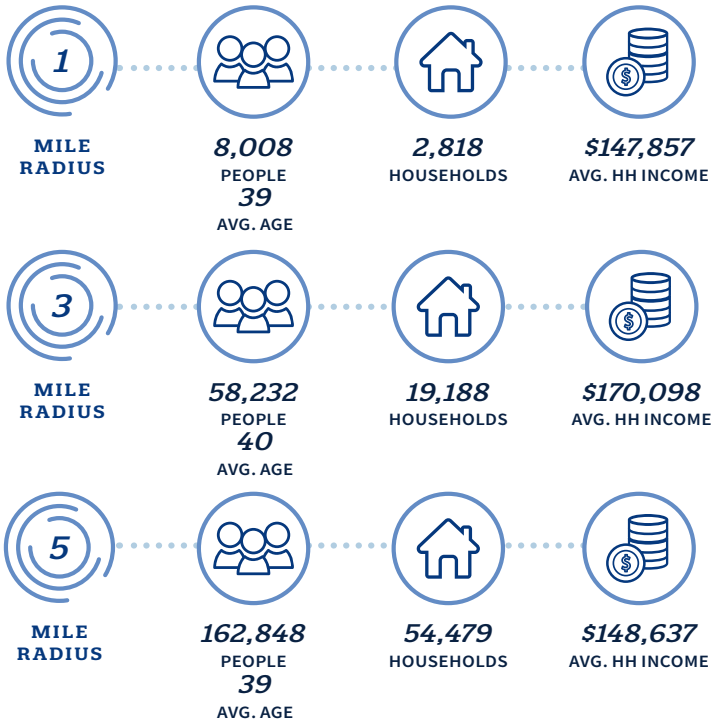 1
MILE
RADIUS
8,008
PEOPLE
39
AVG. AGE
2,818
HOUSEHOLDS
$
$147,857
AVG. HH INCOME
3
MILE
RADIUS
58,232
PEOPLE
40
AVG. AGE
19,188
HOUSEHOLDS
$
$170,098
AVG. HH INCOME
5
MILE
RADIUS
162,848
PEOPLE
39
AVG. AGE
54,479
HOUSEHOLDS
$
$148,637
AVG. HH INCOME